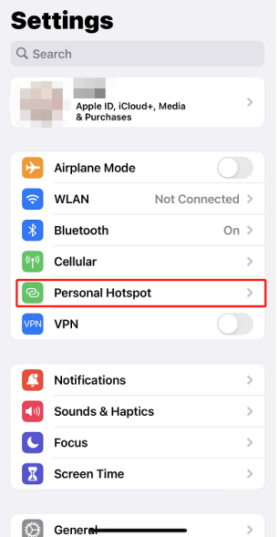 Settings
Search
Apple ID, iCloud+, Media
& Purchases
Airplane Mode
WLAN Not Connected
Bluetooth On
Cellular
Personal Hotspot
VPN VPN
Notifications
Sounds & Haptics
Focus
Screen Time
General